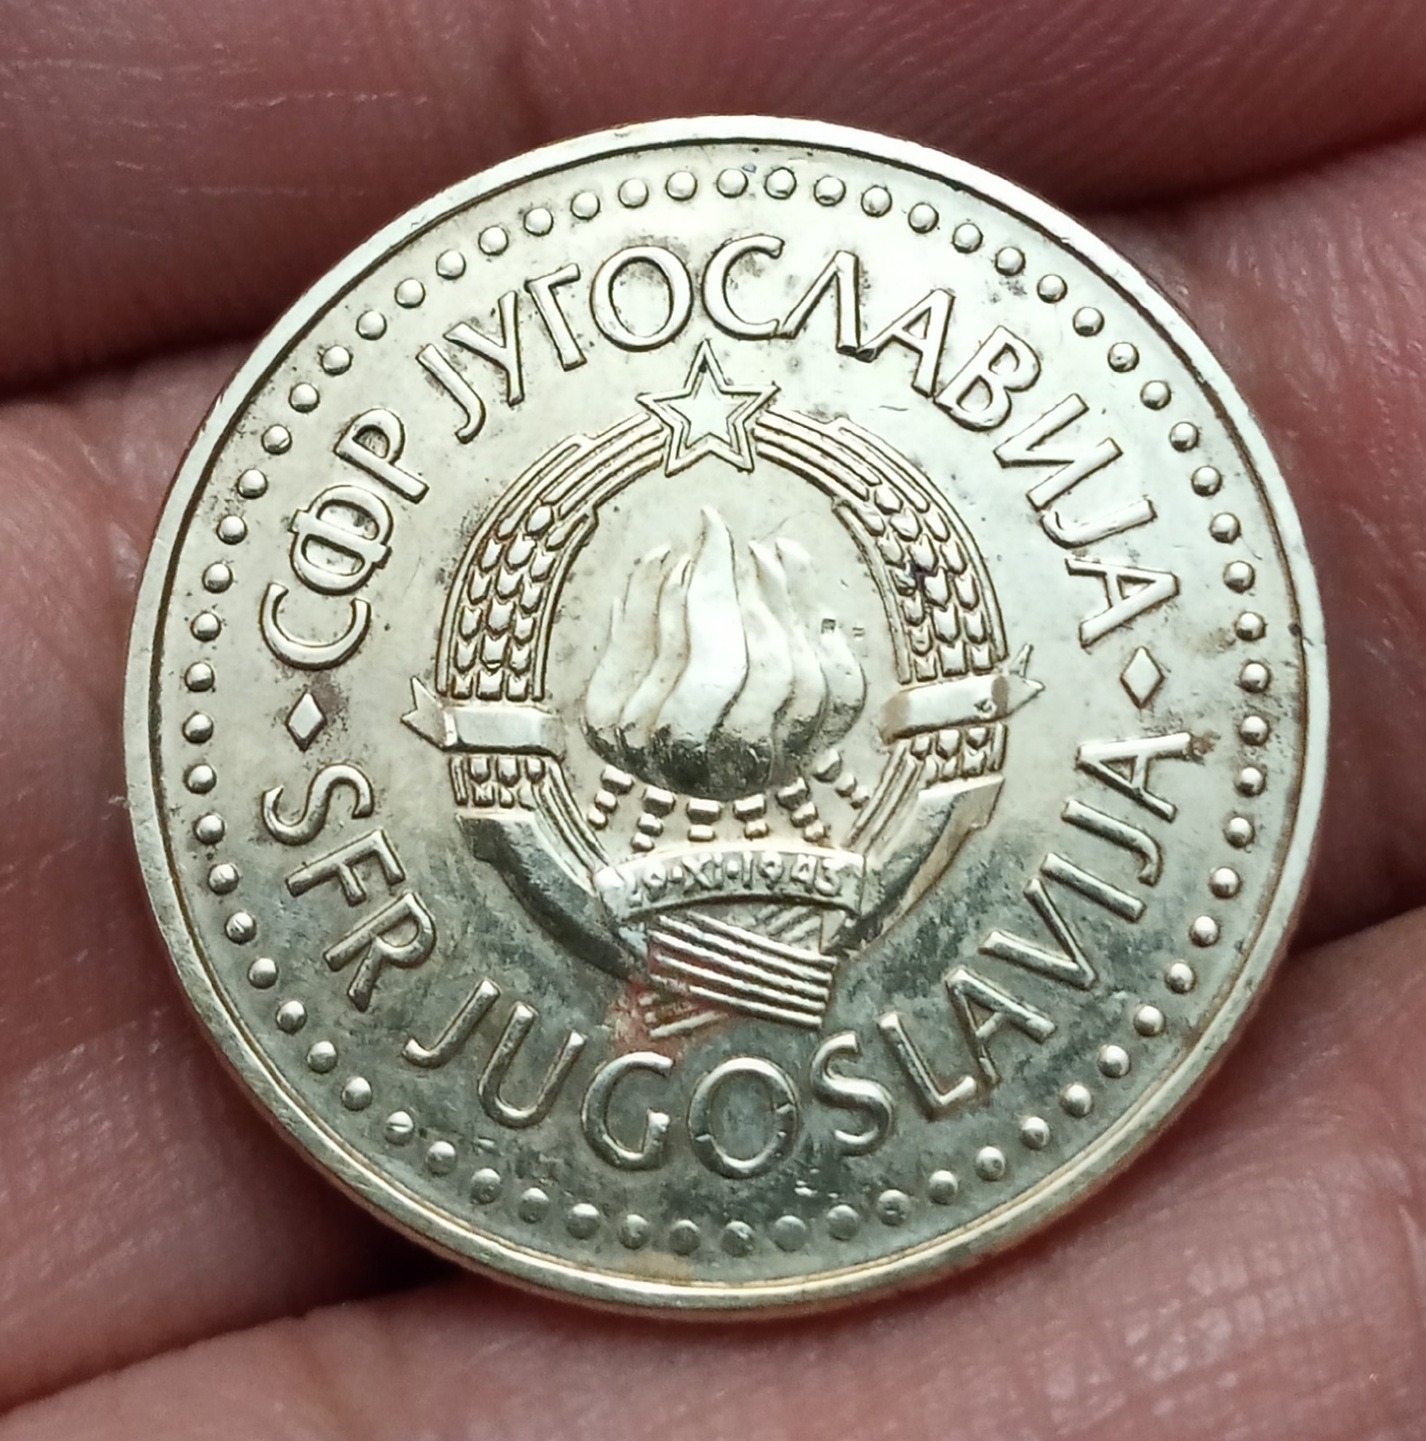 СФР ЈУГОСЛАВИЈА
SFR JUGOSLAVIJA
29·XI·1943